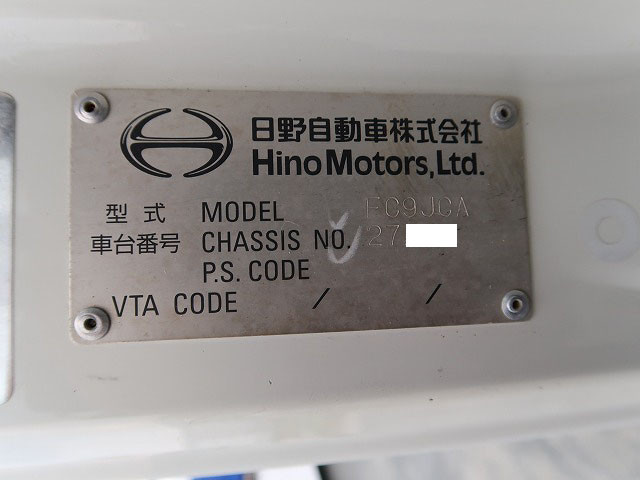 日野自動車株式会社
Hino Motors, Ltd.
型式 MODEL FC9JCA
車台番号 CHASSIS NO. 27
P.S. CODE
VTA CODE / /